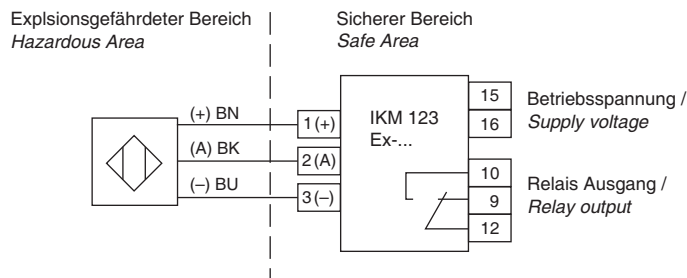 Explsionsgefährdeter Bereich
Hazardous Area
Sicherer Bereich
Safe Area
(+) BN
(A) BK
(–) BU
1 (+)
2 (A)
3 (–)
IKM 123
Ex-...
15
16
Betriebsspannung /
Supply voltage
10
9
12
Relais Ausgang /
Relay output